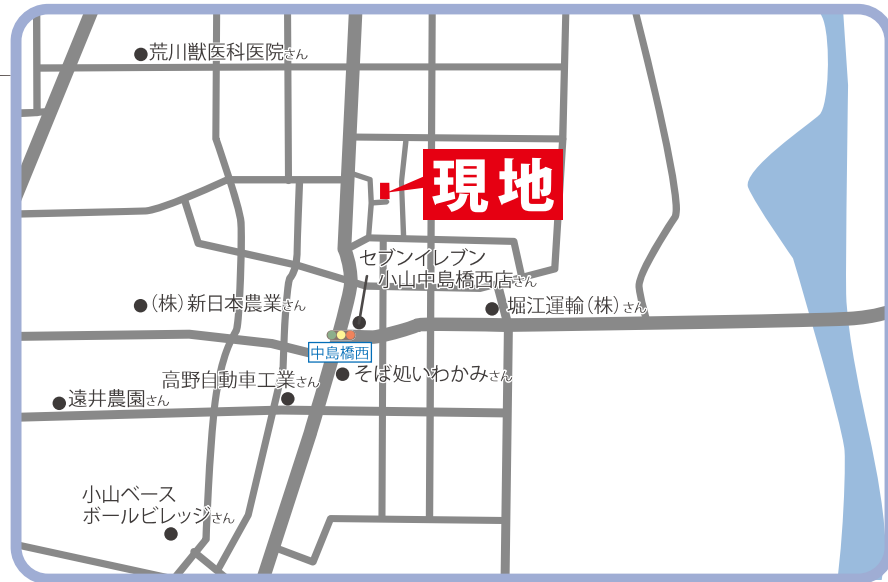 荒川獣医科医院さん
現地
セブンイレブン
小山中島橋西店さん
(株)新日本農業さん
堀江運輸(株)さん
中島橋西
高野自動車工業さん
そば処いわかみさん
遠井農園さん
小山ベース
ボールビレッジさん